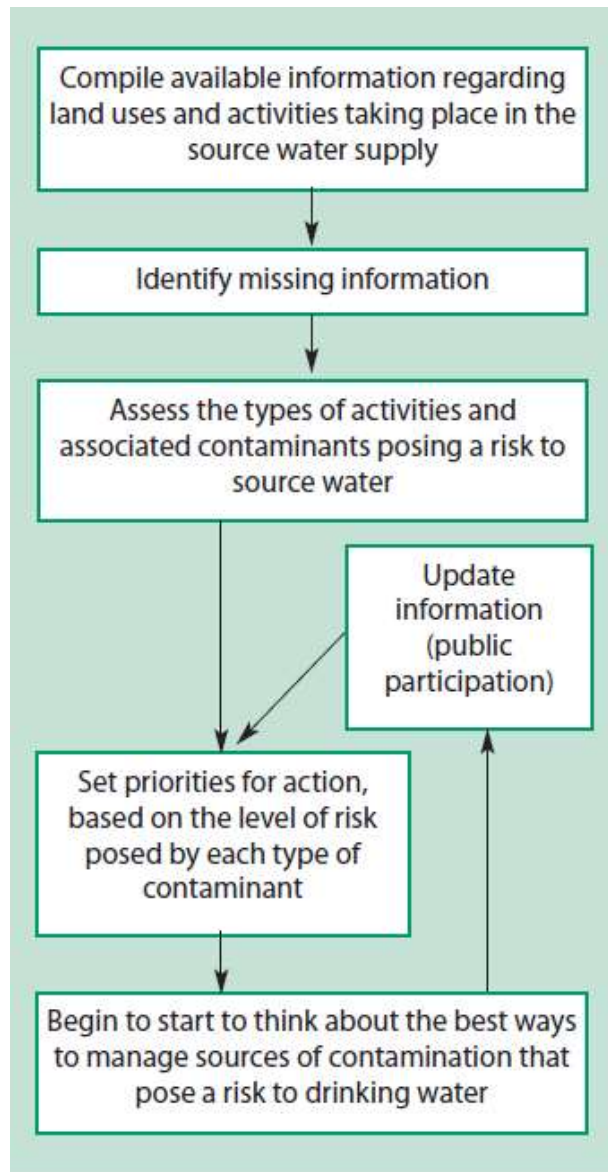 Compile available information regarding
land uses and activities taking place in the
source water supply
Identify missing information
Assess the types of activities and
associated contaminants posing a risk to
source water
Update
information
(public
participation)
Set priorities for action,
based on the level of risk
posed by each type of
contaminant
Begin to start to think about the best ways
to manage sources of contamination that
pose a risk to drinking water